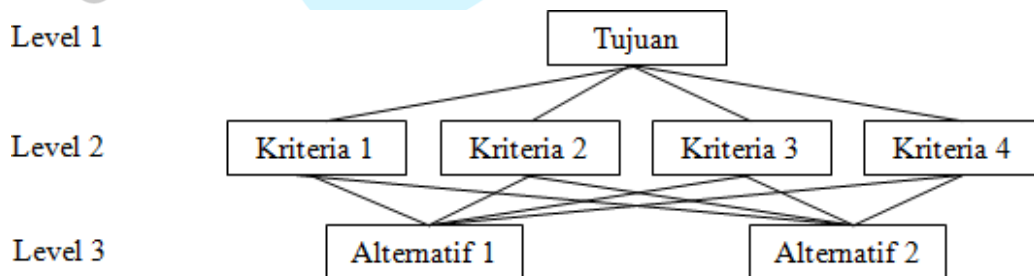 Level 1
Tujuan
Level 2
Kriteria 1
Kriteria 2
Kriteria 3
Kriteria 4
Level 3
Alternatif 1
Alternatif 2